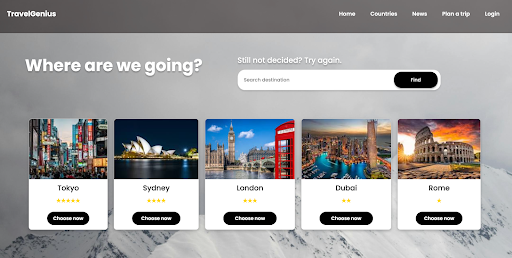 TravelGenius
Home Countries News Plan a trip Login
Where are we going?
Still not decided? Try again.
Search destination Find
Tokyo Sydney London Dubai Rome
★★★★★ ★★★★ ★★★ ★★ ★
Choose now Choose now Choose now Choose now Choose now